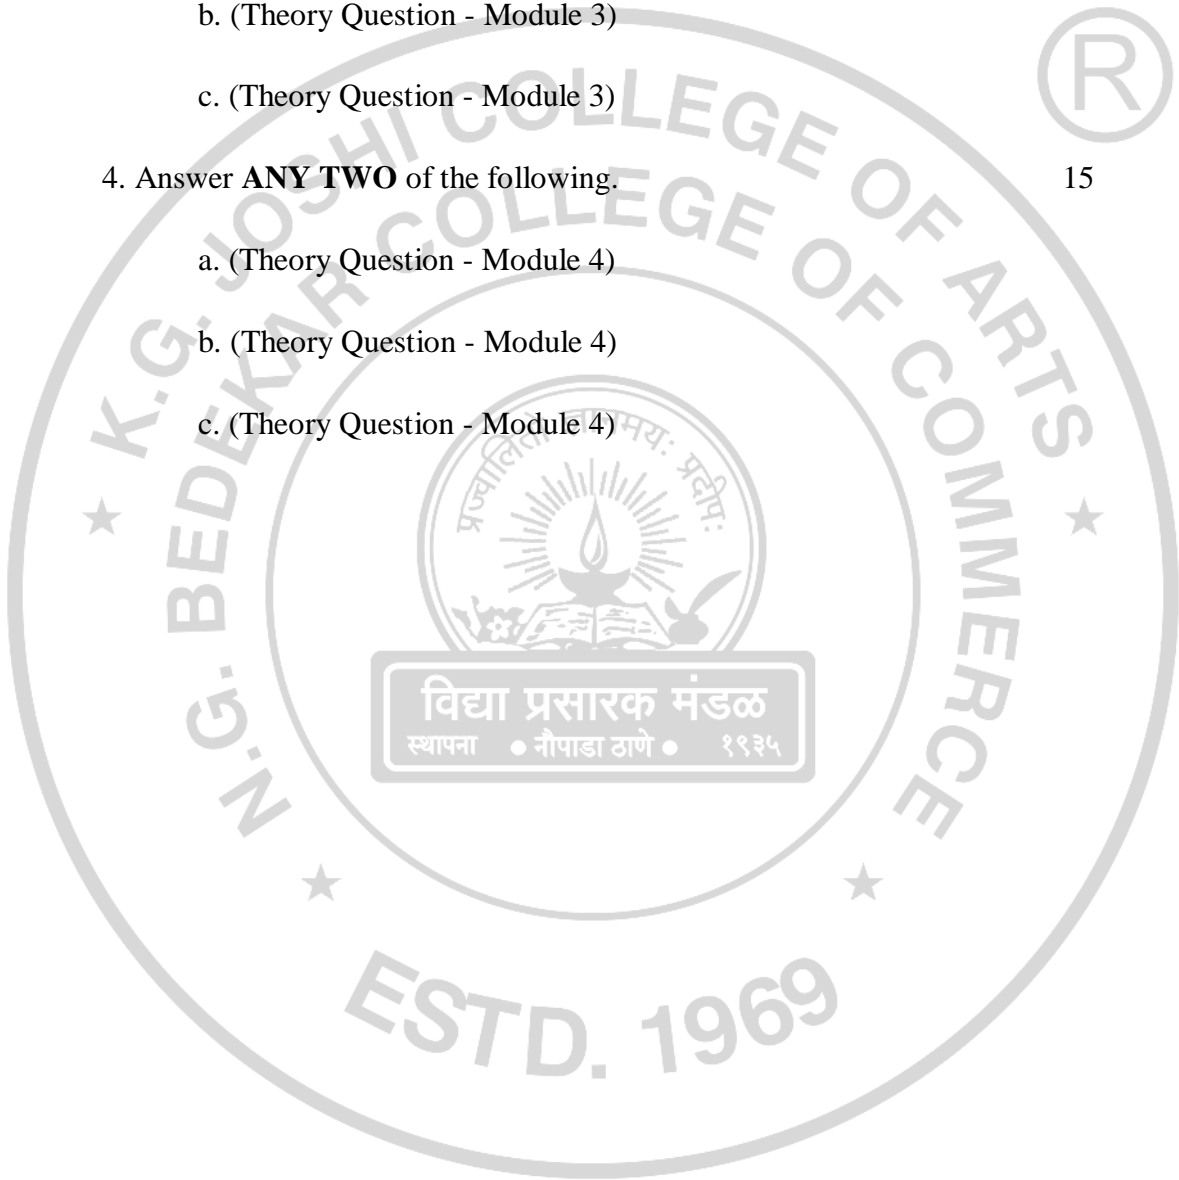 b. (Theory Question - Module 3)
c. (Theory Question - Module 3)
4. Answer ANY TWO of the following. 15
a. (Theory Question - Module 4)
b. (Theory Question - Module 4)
c. (Theory Question - Module 4)
R
K.G. JOSHI COLLEGE OF ARTS
N.G. BEDEKAR COLLEGE OF COMMERCE
विद्या प्रसारक मंडळ
स्थापना ● नौपाडा ठाणे ● १९३५
ESTD. 1969